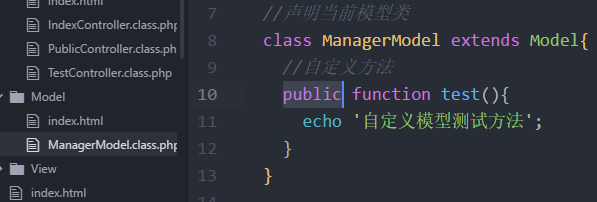 index.html
IndexController.class.php
PublicController.class.php
TestController.class.php
Model
index.html
ManagerModel.class.php
View
index.html
7 //声明当前模型类
8 class ManagerModel extends Model{
9 //自定义方法
10 public function test(){
11 echo '自定义模型测试方法';
12 }
13 }